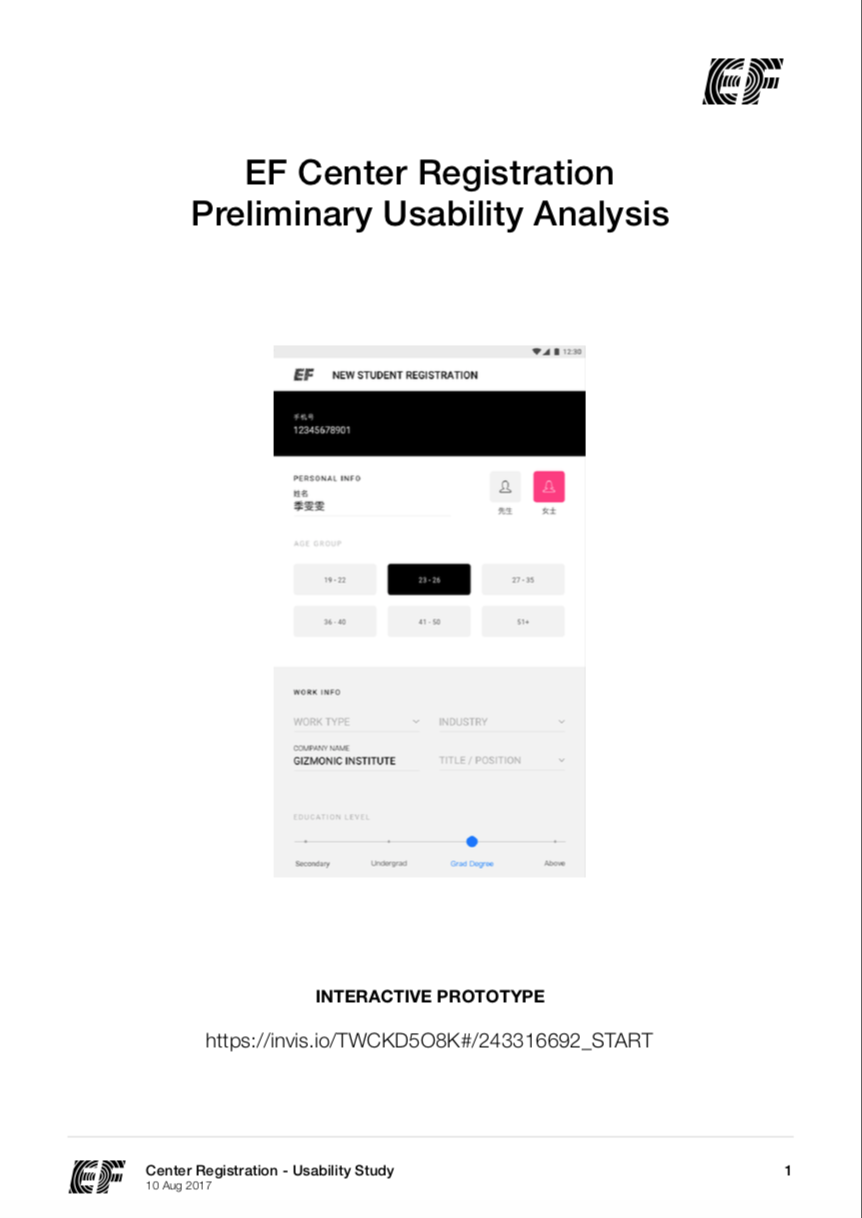 EF
EF Center Registration
Preliminary Usability Analysis
12:30
EF NEW STUDENT REGISTRATION
手机号
12345678901
PERSONAL INFO
姓名
季雯雯
先生 女士
AGE GROUP
19 - 22 23 - 26 27 - 35
36 - 40 41 - 50 51+
WORK INFO
WORK TYPE INDUSTRY
COMPANY NAME
GIZMONIC INSTITUTE TITLE / POSITION
EDUCATION LEVEL
Secondary Undergrad Grad Degree Above
INTERACTIVE PROTOTYPE
https://invis.io/TWCKD5O8K#/243316692_START
EF Center Registration - Usability Study 1
10 Aug 2017